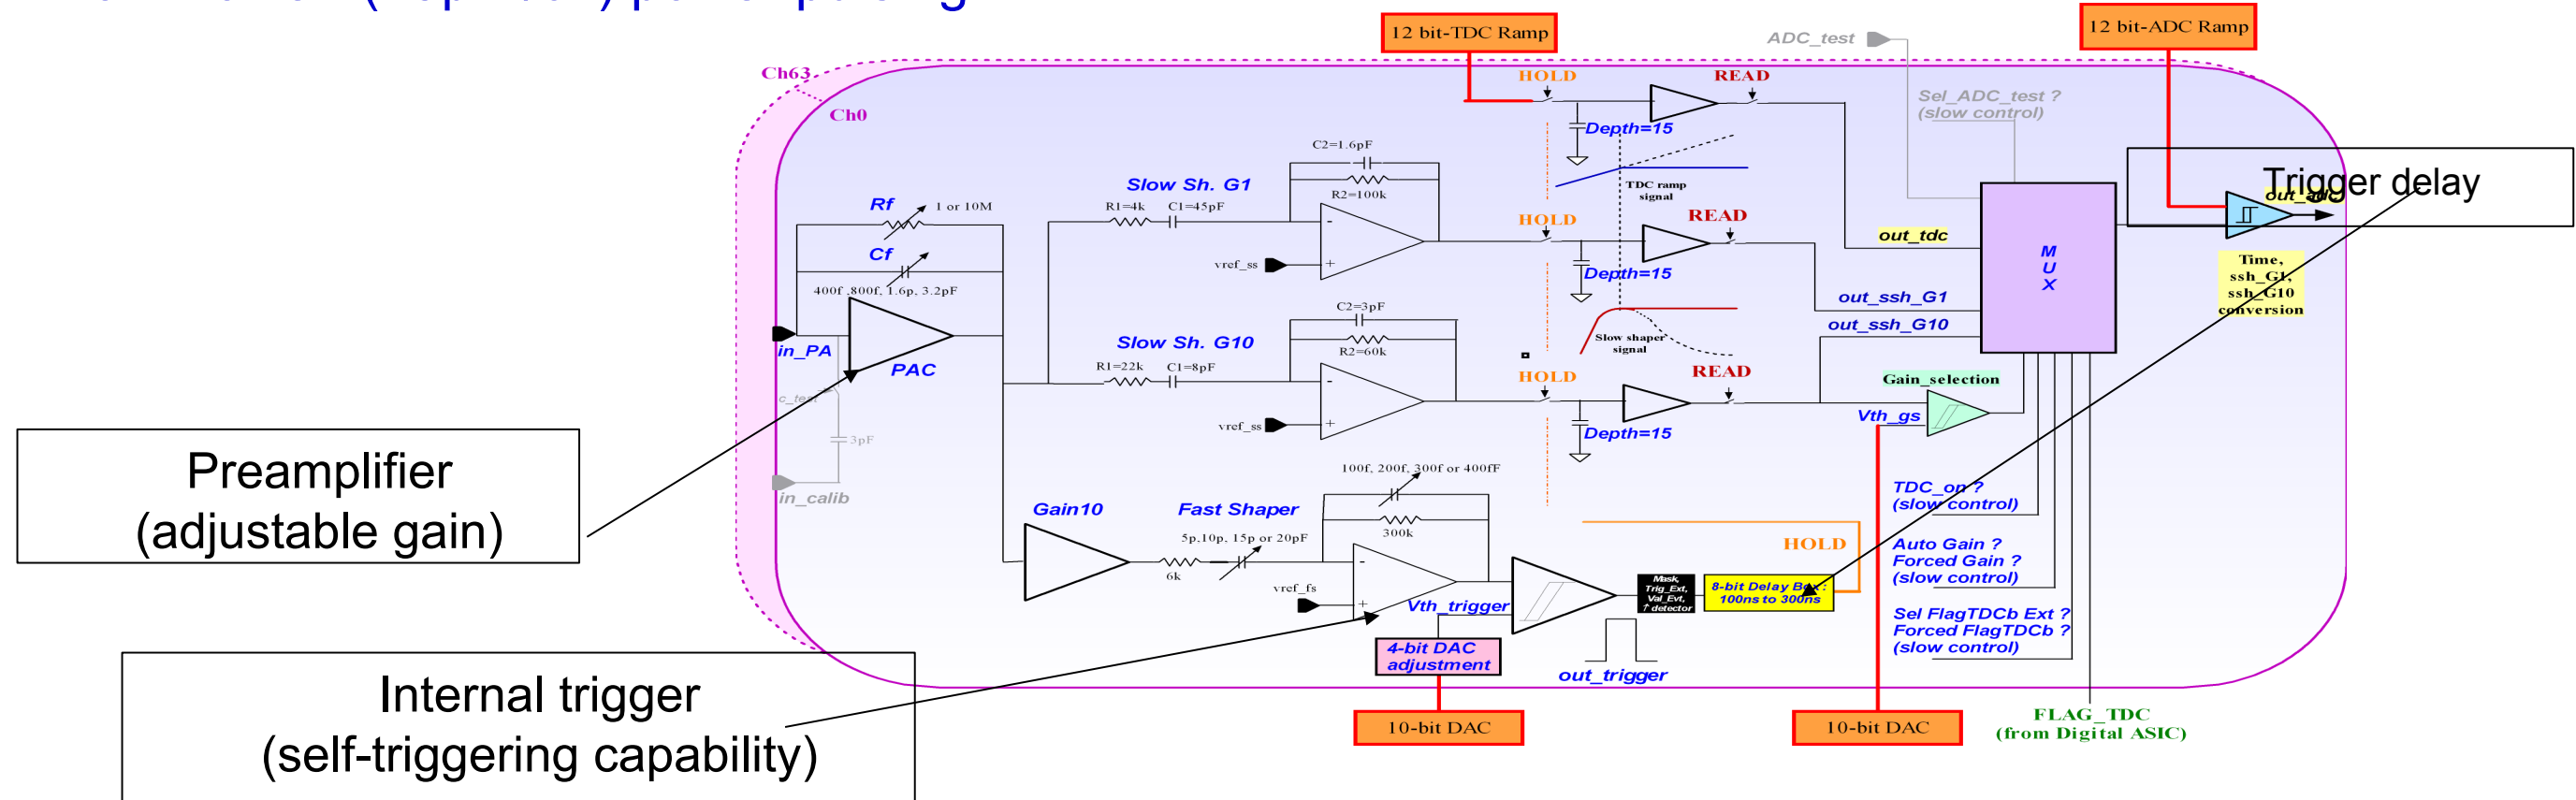 12 bit-TDC Ramp
12 bit-ADC Ramp
ADC_test
Ch63
Ch0
HOLD
READ
Sel_ADC_test ?
(slow control)
Depth=15
C2=1.6pF
R2=100k
Slow Sh. G1
R1=4k
C1=45pF
TDC ramp
signal
Trigger delay
out_adc
Rf
1 or 10M
Cf
400f ,800f, 1.6p, 3.2pF
vref_ss
-
+
HOLD
READ
Depth=15
out_tdc
M
U
X
Time,
ssh_G1,
ssh_G10
conversion
out_ssh_G1
out_ssh_G10
in_PA
PAC
C2=3pF
R2=60k
Slow Sh. G10
R1=22k
C1=8pF
Slow shaper
signal
vref_ss
-
+
HOLD
READ
Depth=15
Gain_selection
Vth_gs
c_test
3pF
in_calib
Preamplifier
(adjustable gain)
100f, 200f, 300f or 400fF
300k
Gain10
Fast Shaper
5p,10p, 15p or 20pF
6k
vref_fs
-
+
Vth_trigger
HOLD
Mask,
Trig_Ext,
Val_Evt,
↑ detector
8-bit Delay Box :
100ns to 300ns
TDC_on ?
(slow control)
Auto Gain ?
Forced Gain ?
(slow control)
Sel FlagTDCb Ext ?
Forced FlagTDCb ?
(slow control)
4-bit DAC
adjustment
out_trigger
Internal trigger
(self-triggering capability)
10-bit DAC
10-bit DAC
FLAG_TDC
(from Digital ASIC)